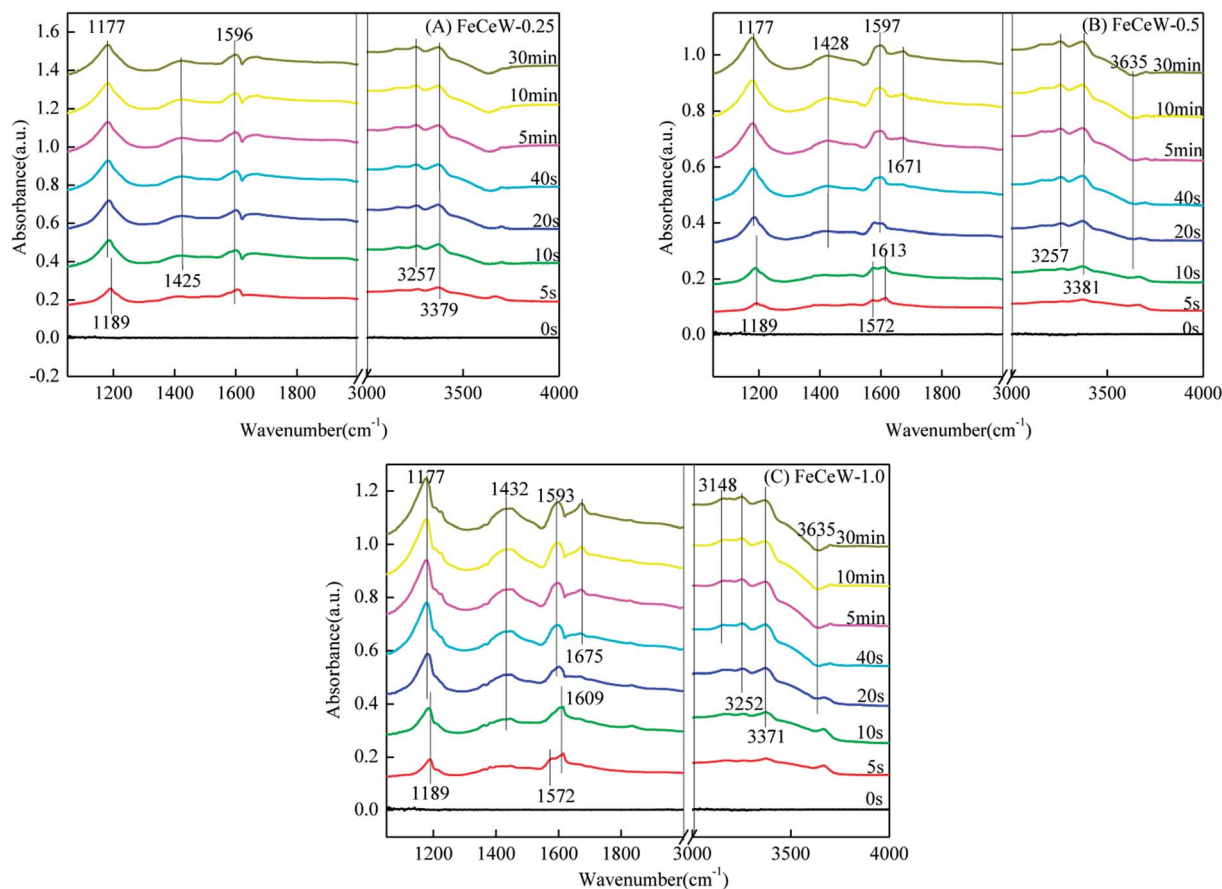 (A) FeCeW-0.25
1177
1596
30min
10min
5min
40s
20s
10s
5s
0s
1425
3257
3379
1189
1.6
1.4
1.2
1.0
0.8
0.6
0.4
0.2
0.0
-0.2
Absorbance(a.u.)
1200 1400 1600 1800 3000 3500 4000
Wavenumber(cm-1)
(B) FeCeW-0.5
1177
1428
1597
3635
30min
10min
5min
1671
40s
20s
1613
3257
10s
3381
5s
1189
1572
0s
1.0
0.8
0.6
0.4
0.2
0.0
Absorbance(a.u.)
1200 1400 1600 1800 3000 3500 4000
Wavenumber(cm-1)
(C) FeCeW-1.0
1177
1432
1593
3148
3635
30min
10min
5min
40s
1675
20s
1609
3252
10s
3371
5s
1189
1572
0s
1.2
1.0
0.8
0.6
0.4
0.2
0.0
Absorbance(a.u.)
1200 1400 1600 3000 3500 4000
Wavenumber(cm-1)